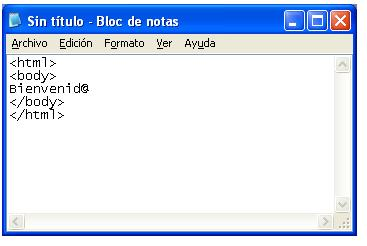 Sin título - Bloc de notas
Archivo Edición Formato Ver Ayuda
<html>
<body>
Bienvenid@
</body>
</html>